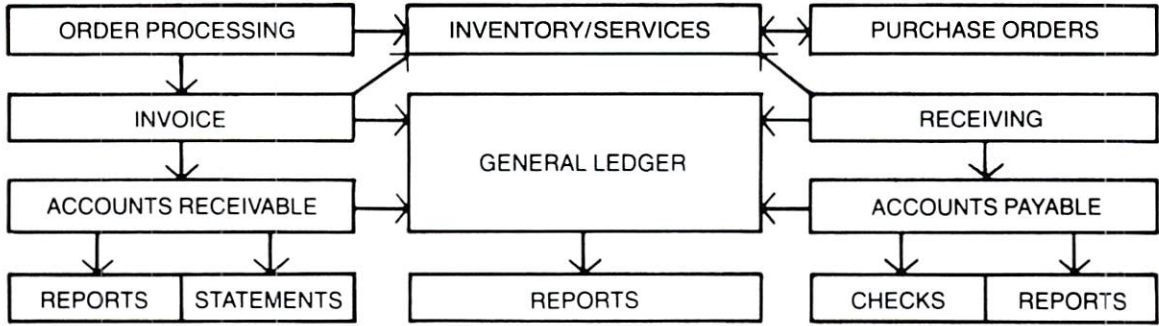 ORDER PROCESSING
INVENTORY/SERVICES
PURCHASE ORDERS
INVOICE
RECEIVING
GENERAL LEDGER
ACCOUNTS RECEIVABLE
ACCOUNTS PAYABLE
REPORTS
STATEMENTS
REPORTS
CHECKS
REPORTS